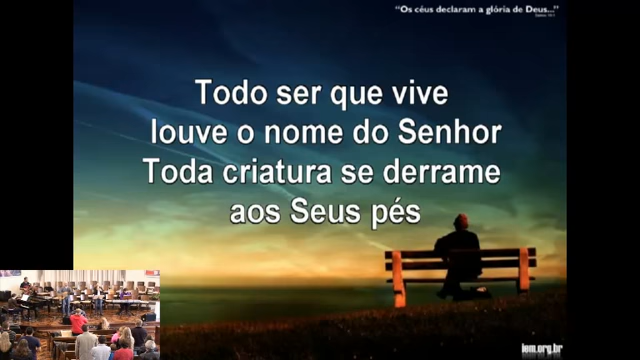 "Os céus declaram a glória de Deus..."
Todo ser que vive
louve o nome do Senhor
Toda criatura se derrame
aos Seus pés
iem.org.br